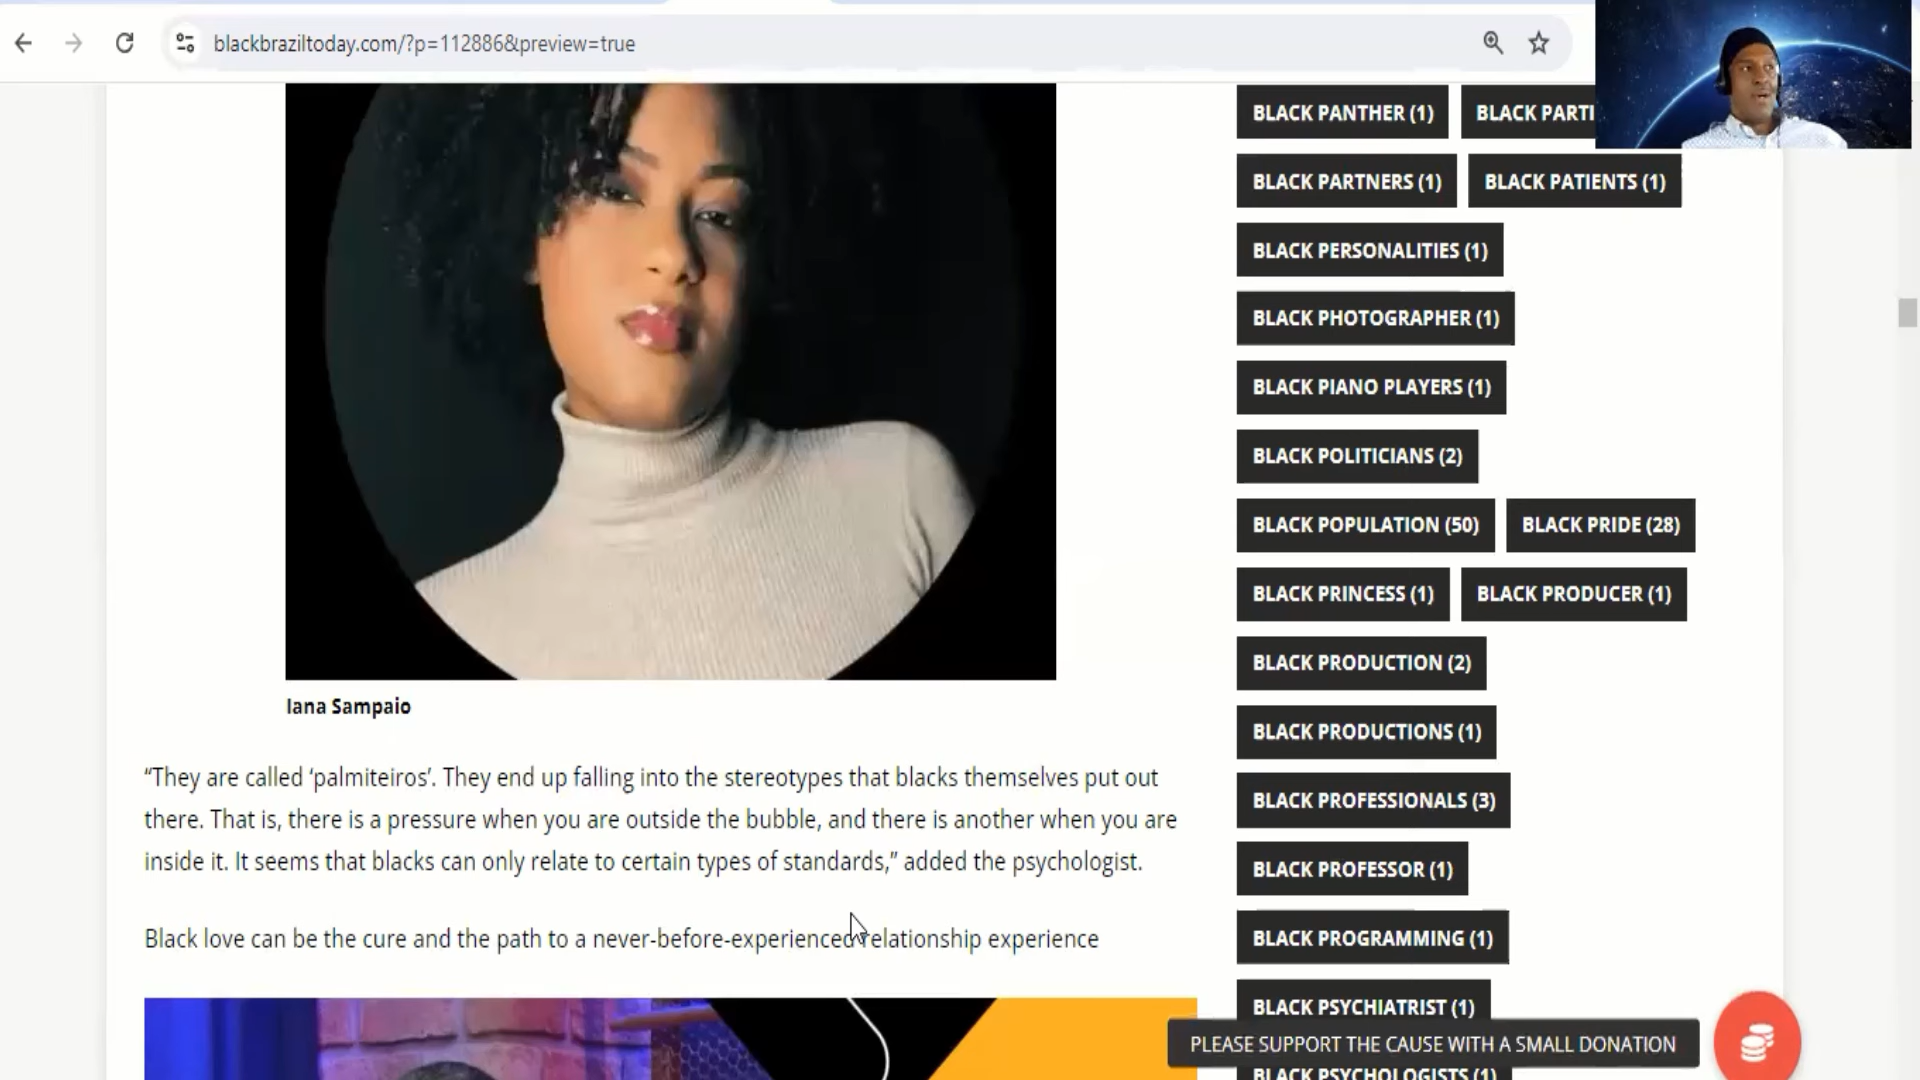 blackbraziltoday.com/?p=112886&preview=true
Iana Sampaio
“They are called ‘palmiteiros’. They end up falling into the stereotypes that blacks themselves put out
there. That is, there is a pressure when you are outside the bubble, and there is another when you are
inside it. It seems that blacks can only relate to certain types of standards,” added the psychologist.
Black love can be the cure and the path to a never-before-experienced relationship experience
BLACK PANTHER (1) BLACK
BLACK PARTNERS (1) BLACK PATIENTS (1)
BLACK PERSONALITIES (1)
BLACK PHOTOGRAPHER (1)
BLACK PIANO PLAYERS (1)
BLACK POLITICIANS (2)
BLACK POPULATION (50) BLACK PRIDE (28)
BLACK PRINCESS (1) BLACK PRODUCER (1)
BLACK PRODUCTION (2)
BLACK PRODUCTIONS (1)
BLACK PROFESSIONALS (3)
BLACK PROFESSOR (1)
BLACK PROGRAMMING (1)
BLACK PSYCHIATRIST (1)
PLEASE SUPPORT THE CAUSE WITH A SMALL DONATION
BLACK PSYCHOLOGISTS (1)